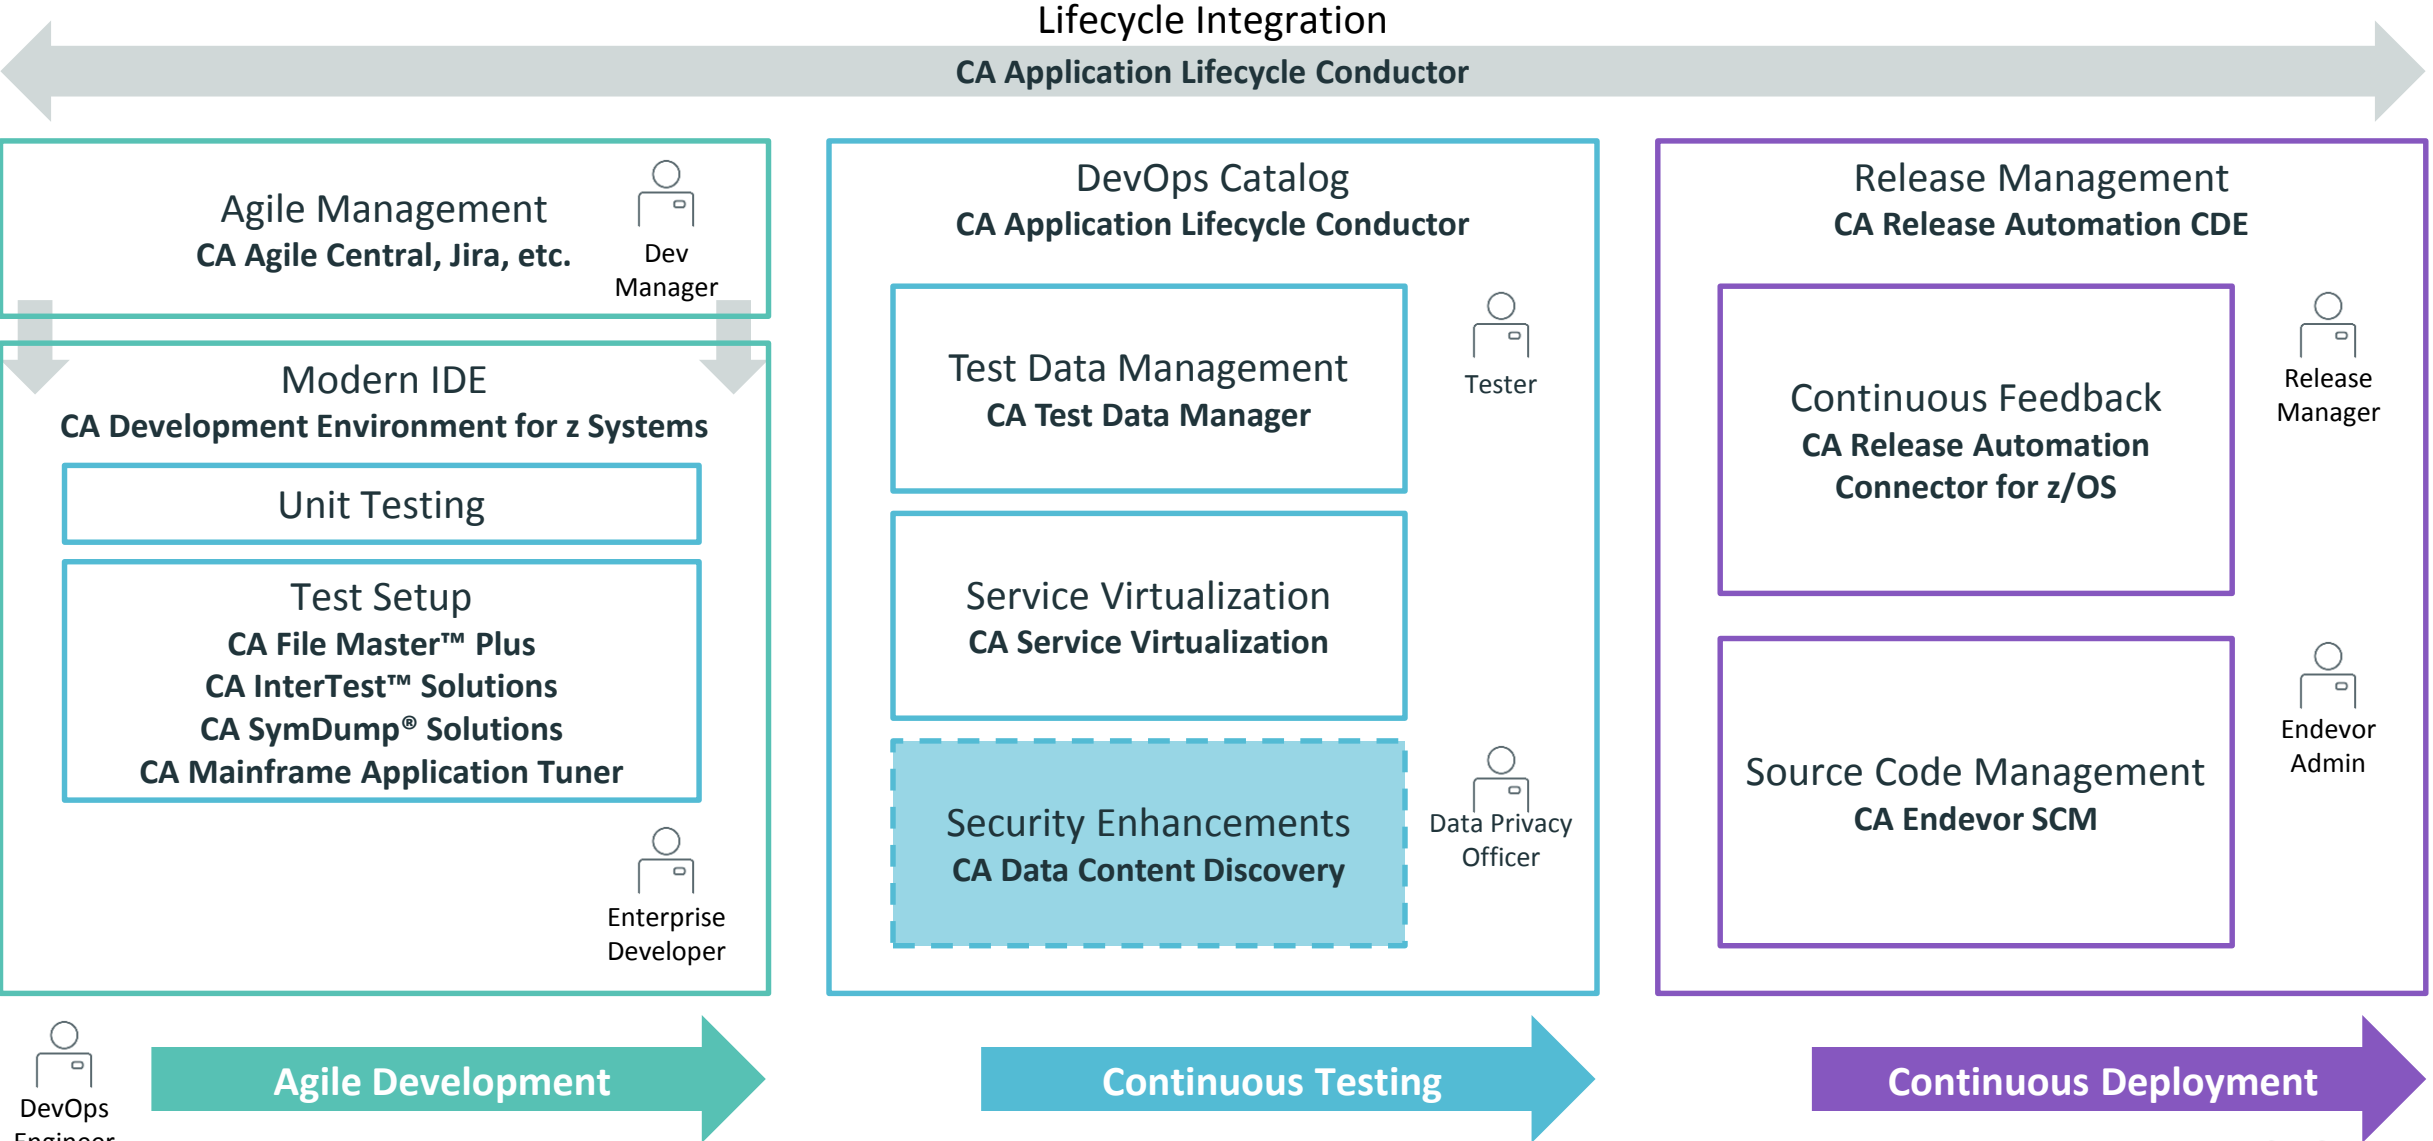 Lifecycle Integration
CA Application Lifecycle Conductor
Agile Management
CA Agile Central, Jira, etc.
Dev
Manager
Modern IDE
CA Development Environment for z Systems
Unit Testing
Test Setup
CA File Master™ Plus
CA InterTest™ Solutions
CA SymDump® Solutions
CA Mainframe Application Tuner
Enterprise
Developer
DevOps Catalog
CA Application Lifecycle Conductor
Test Data Management
CA Test Data Manager
Tester
Service Virtualization
CA Service Virtualization
Security Enhancements
CA Data Content Discovery
Data Privacy
Officer
Release Management
CA Release Automation CDE
Continuous Feedback
CA Release Automation
Connector for z/OS
Release
Manager
Source Code Management
CA Endevor SCM
Endevor
Admin
DevOps
Engineer
Agile Development
Continuous Testing
Continuous Deployment